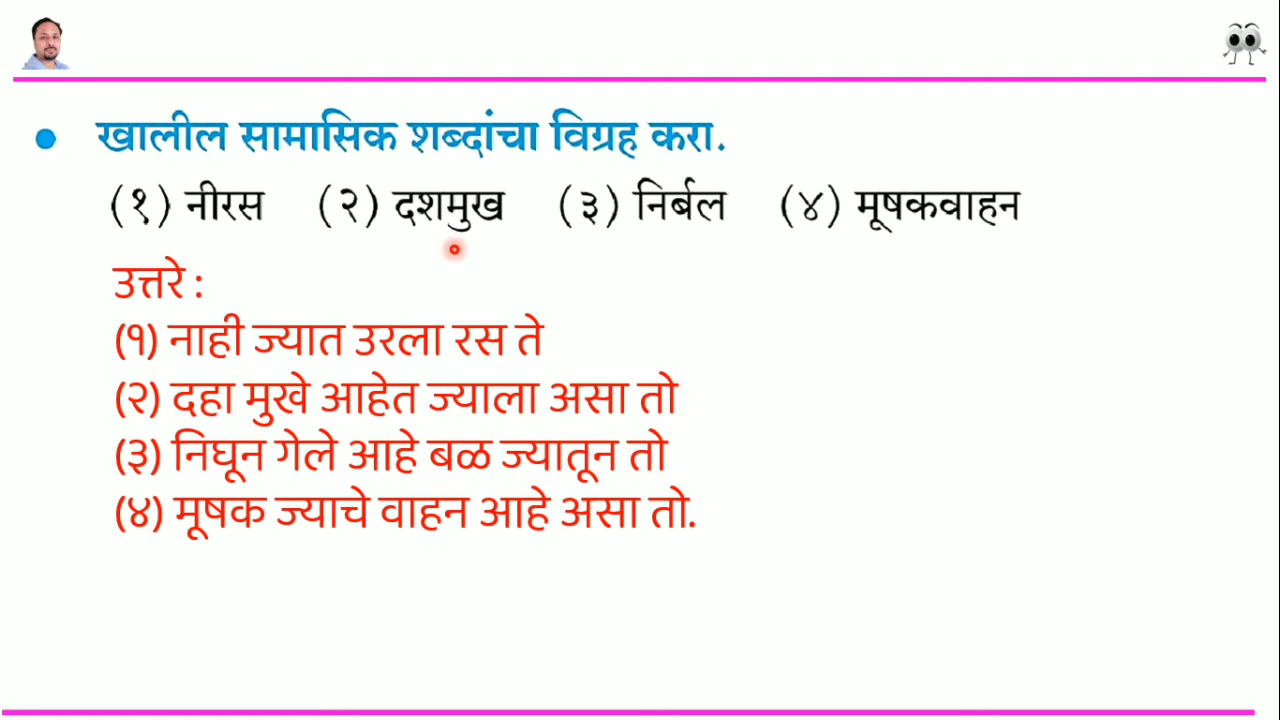 खालील सामासिक शब्दांचा विग्रह करा.
(१) नीरस (२) दशमुख (३) निर्बल (४) मूषकवाहन
उत्तरे :
(१) नाही ज्यात उरला रस ते
(२) दहा मुखे आहेत ज्याला असा तो
(३) निघून गेले आहे बळ ज्यातून तो
(४) मूषक ज्याचे वाहन आहे असा तो.